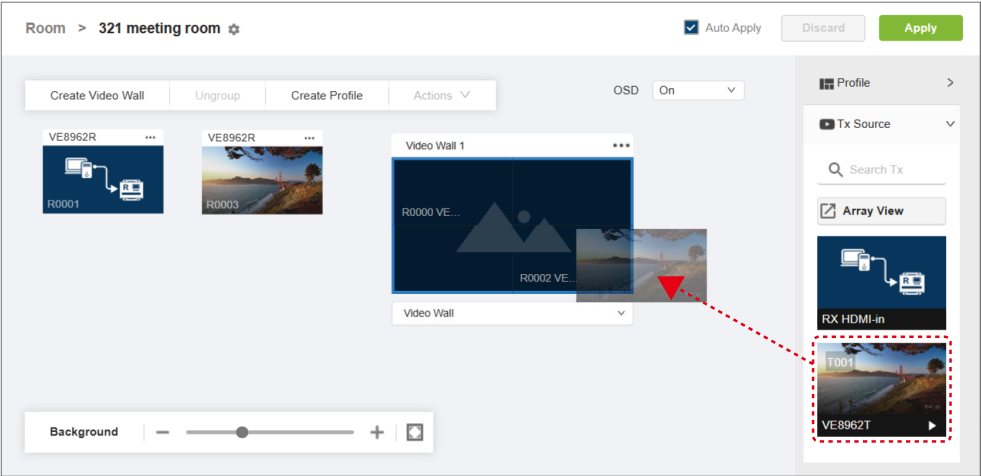 Room > 321 meeting room
Auto Apply
Discard
Apply
Create Video Wall
Ungroup
Create Profile
Actions
OSD
On
Profile
Tx Source
Search Tx
Array View
RX HDMI-in
T001
VE8962T
VE8962R
R0001
VE8962R
R0003
Video Wall 1
R0000 VE...
R0002 VE...
Video Wall
Background
R
R